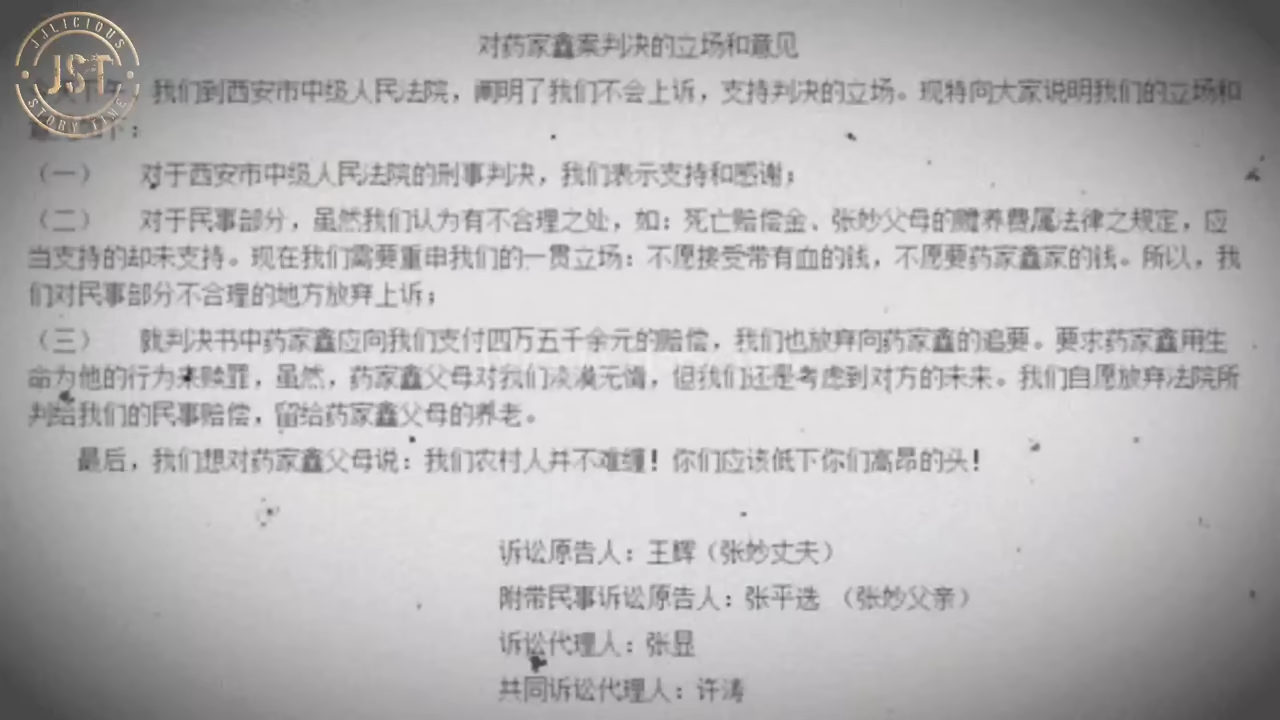 JJLICIOUS
JST
STORY TIME
对药家鑫案判决的立场和意见
我们到西安市中级人民法院，阐明了我们不会上诉，支持判决的立场。现特向大家说明我们的立场和
下：
（一） 对于西安市中级人民法院的刑事判决，我们表示支持和感谢；
（二） 对于民事部分，虽然我们认为有不合理之处，如：死亡赔偿金、张妙父母的赡养费属法律之规定，应
当支持的却未支持。现在我们需要重申我们的一贯立场：不愿接受带有血的钱，不愿要药家鑫家的钱。所以，我
们对民事部分不合理的地方放弃上诉；
（三） 就判决书中药家鑫应向我们支付四万五千余元的赔偿，我们也放弃向药家鑫的追要。要求药家鑫用生
命为他的行为来赎罪，虽然，药家鑫父母对我们淡漠无情，但我们还是考虑到对方的未来。我们自愿放弃法院所
判给我们的民事赔偿，留给药家鑫父母的养老。
最后，我们想对药家鑫父母说：我们农村人并不难缠！你们应该低下你们高昂的头！
诉讼原告人：王辉（张妙丈夫）
附带民事诉讼原告人：张平选 （张妙父亲）
诉讼代理人：张显
共同诉讼代理人：许涛